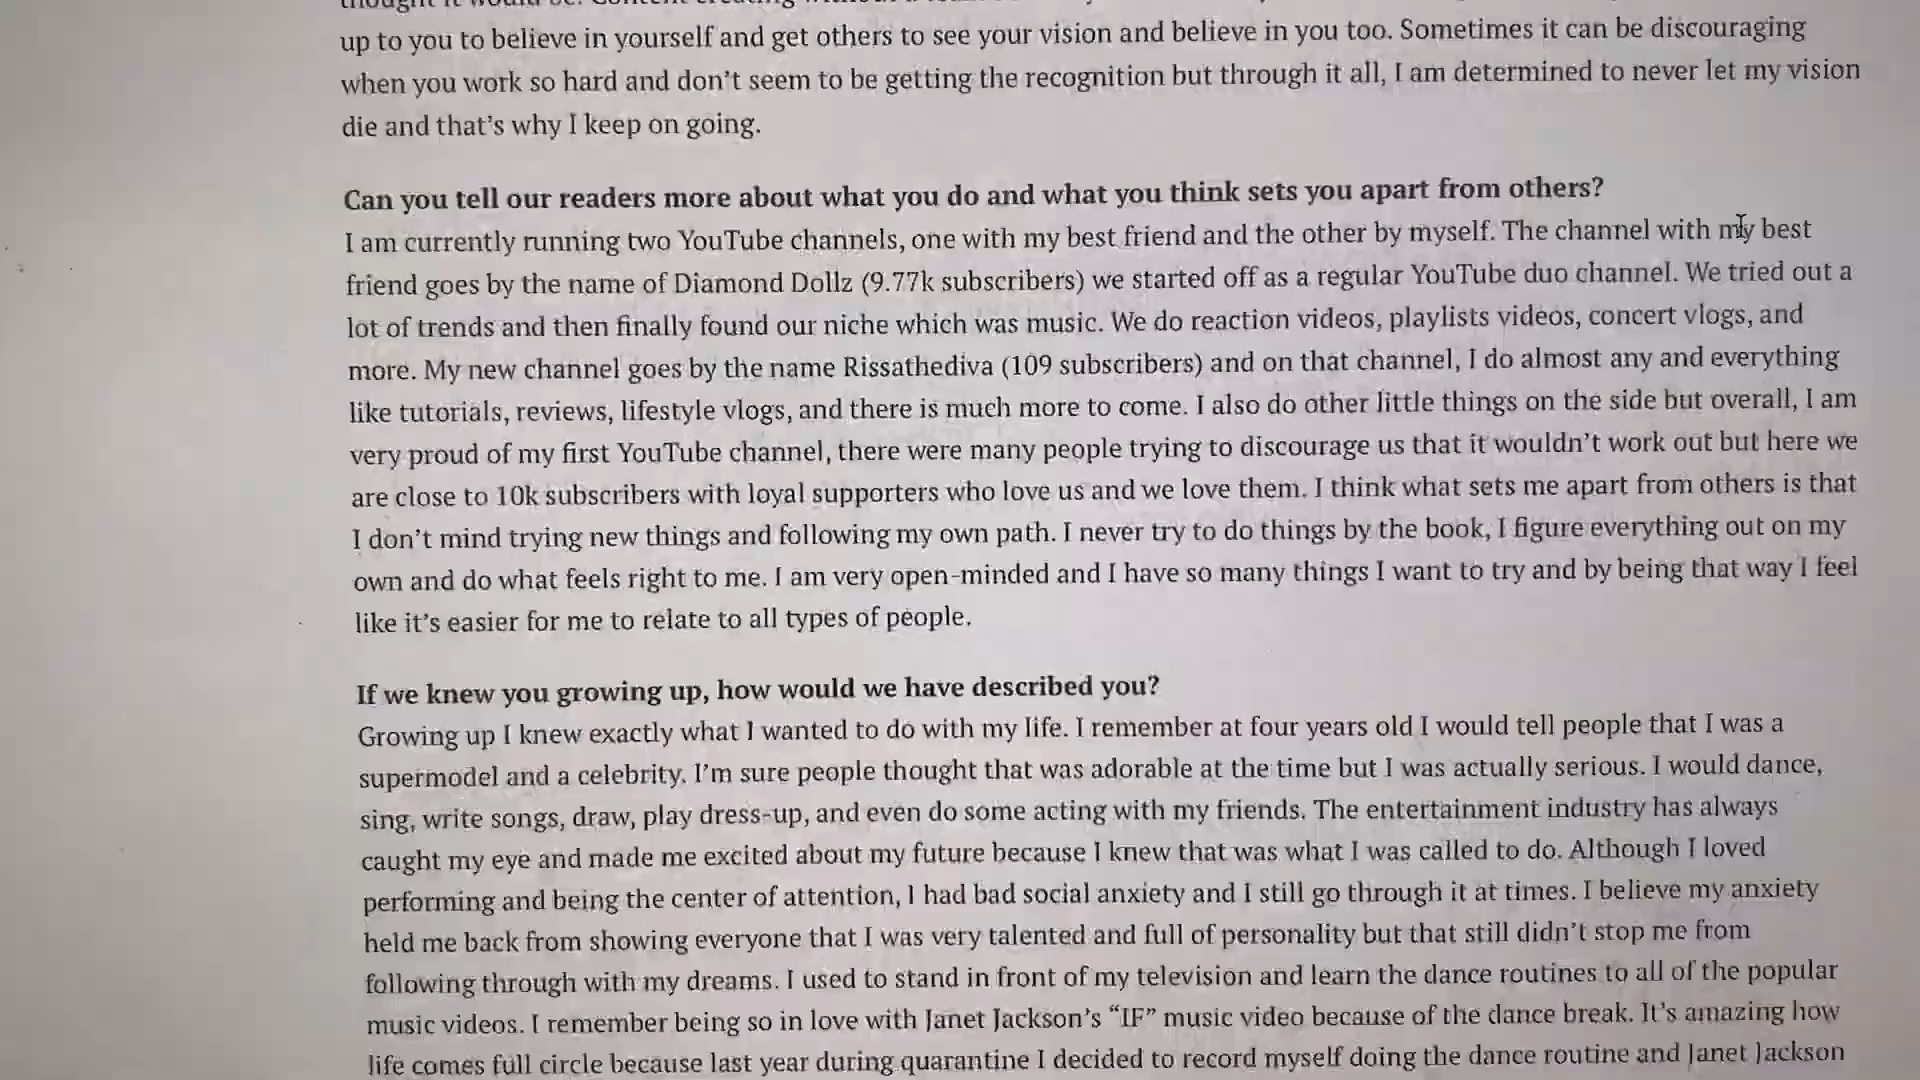 up to you to believe in yourself and get others to see your vision and believe in you too. Sometimes it can be discouraging
when you work so hard and don't seem to be getting the recognition but through it all, I am determined to never let my vision
die and that's why I keep on going.
Can you tell our readers more about what you do and what you think sets you apart from others?
I am currently running two YouTube channels, one with my best friend and the other by myself. The channel with my best
friend goes by the name of Diamond Dollz (9.77k subscribers) we started off as a regular YouTube duo channel. We tried out a
lot of trends and then finally found our niche which was music. We do reaction videos, playlists videos, concert vlogs, and
more. My new channel goes by the name Rissathediva (109 subscribers) and on that channel, I do almost any and everything
like tutorials, reviews, lifestyle vlogs, and there is much more to come. I also do other little things on the side but overall, I am
very proud of my first YouTube channel, there were many people trying to discourage us that it wouldn't work out but here we
are close to 10k subscribers with loyal supporters who love us and we love them. I think what sets me apart from others is that
I don't mind trying new things and following my own path. I never try to do things by the book, I figure everything out on my
own and do what feels right to me. I am very open-minded and I have so many things I want to try and by being that way I feel
like it's easier for me to relate to all types of people.
If we knew you growing up, how would we have described you?
Growing up I knew exactly what I wanted to do with my life. I remember at four years old I would tell people that I was a
supermodel and a celebrity. I'm sure people thought that was adorable at the time but I was actually serious. I would dance,
sing, write songs, draw, play dress-up, and even do some acting with my friends. The entertainment industry has always
caught my eye and made me excited about my future because I knew that was what I was called to do. Although I loved
performing and being the center of attention, I had bad social anxiety and I still go through it at times. I believe my anxiety
held me back from showing everyone that I was very talented and full of personality but that still didn't stop me from
following through with my dreams. I used to stand in front of my television and learn the dance routines to all of the popular
music videos. I remember being so in love with Janet Jackson's “IF” music video because of the dance break. It's amazing how
life comes full circle because last year during quarantine I decided to record myself doing the dance routine and Janet Jackson